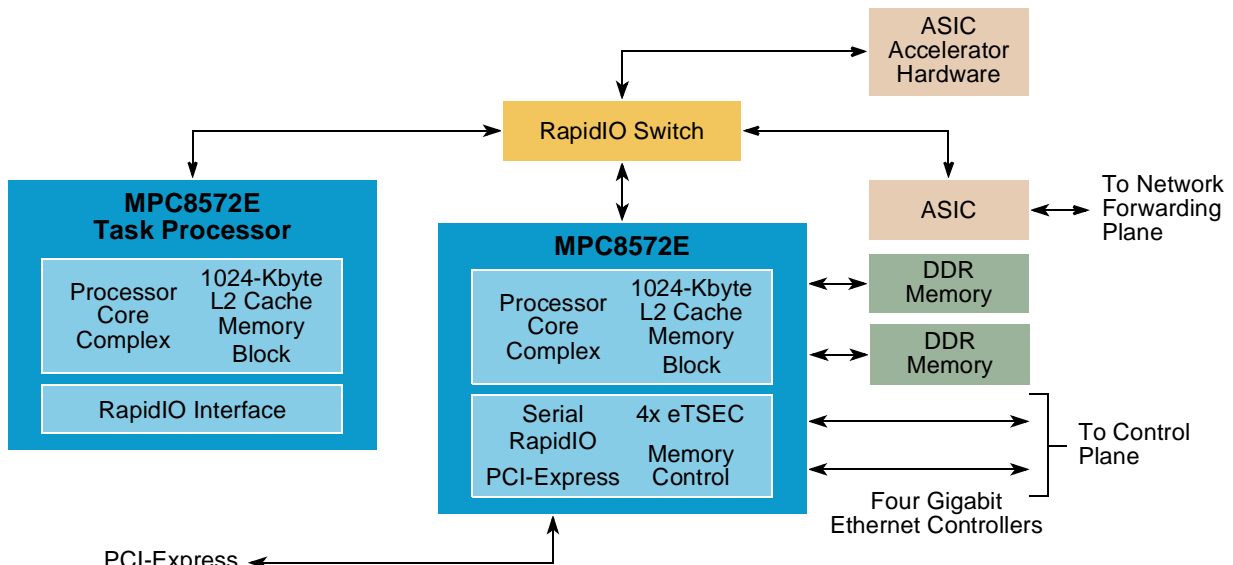 ASIC
Accelerator
Hardware
RapidIO Switch
MPC8572E
Task Processor
Processor
Core
Complex
1024-Kbyte
L2 Cache
Memory
Block
RapidIO Interface
MPC8572E
Processor
Core
Complex
1024-Kbyte
L2 Cache
Memory
Block
Serial
RapidIO
PCI-Express
4x eTSEC
Memory
Control
ASIC
To Network
Forwarding
Plane
DDR
Memory
DDR
Memory
To Control
Plane
Four Gigabit
Ethernet Controllers
PCI-Express